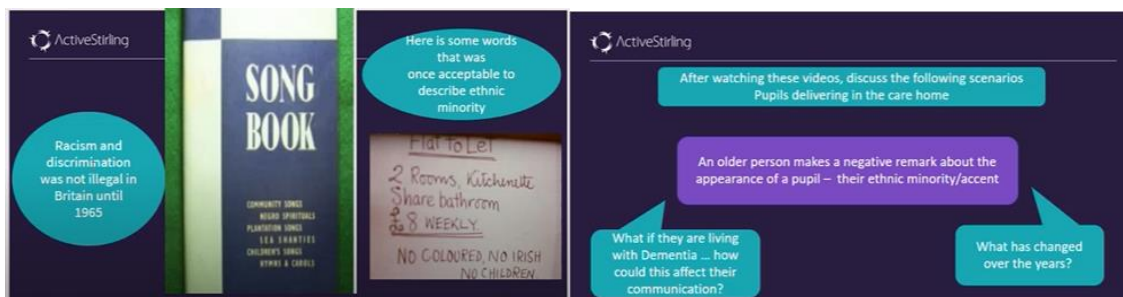 ActiveStirling
Racism and
discrimination
was not illegal in
Britain until
1965
SONG
BOOK
COMMUNITY SONGS
NEGRO SPIRITUALS
PLANTATION SONGS
SEA SHANTIES
CHILDREN'S SONGS
HYMNS & CAROLS
Here is some words
that was
once acceptable to
describe ethnic
minority
Flat To Let
2 Rooms, Kitchenette
Share bathroom
£8 WEEKLY.
NO COLOURED, NO IRISH
NO CHILDREN
ActiveStirling
After watching these videos, discuss the following scenarios
Pupils delivering in the care home
An older person makes a negative remark about the
appearance of a pupil – their ethnic minority/accent
What if they are living
with Dementia ... how
could this affect their
communication?
What has changed
over the years?